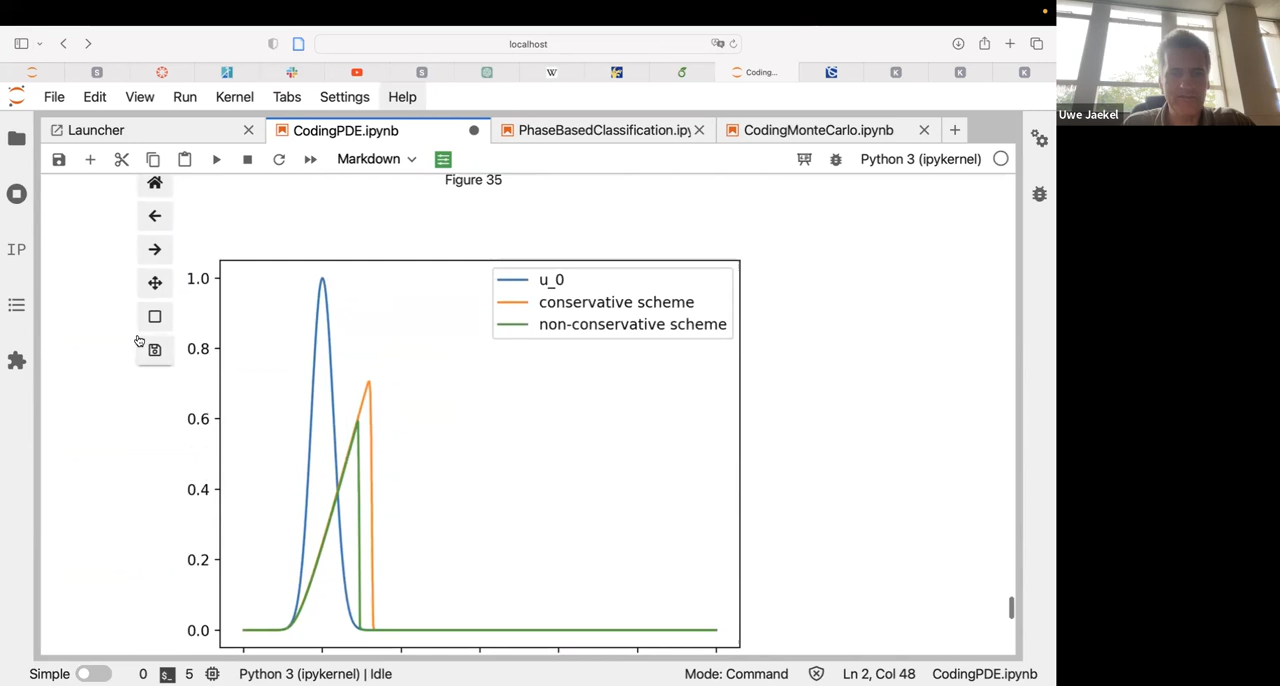 localhost
Coding...
File Edit View Run Kernel Tabs Settings Help
Uwe Jaekel
Launcher
CodingPDE.ipynb
PhaseBasedClassification.ipy
CodingMonteCarlo.ipynb
Markdown
Python 3 (ipykernel)
Figure 35
IP
1.0
0.8
0.6
0.4
0.2
0.0
u_0
conservative scheme
non-conservative scheme
Simple
0
5
Python 3 (ipykernel) | Idle
Mode: Command
Ln 2, Col 48
CodingPDE.ipynb